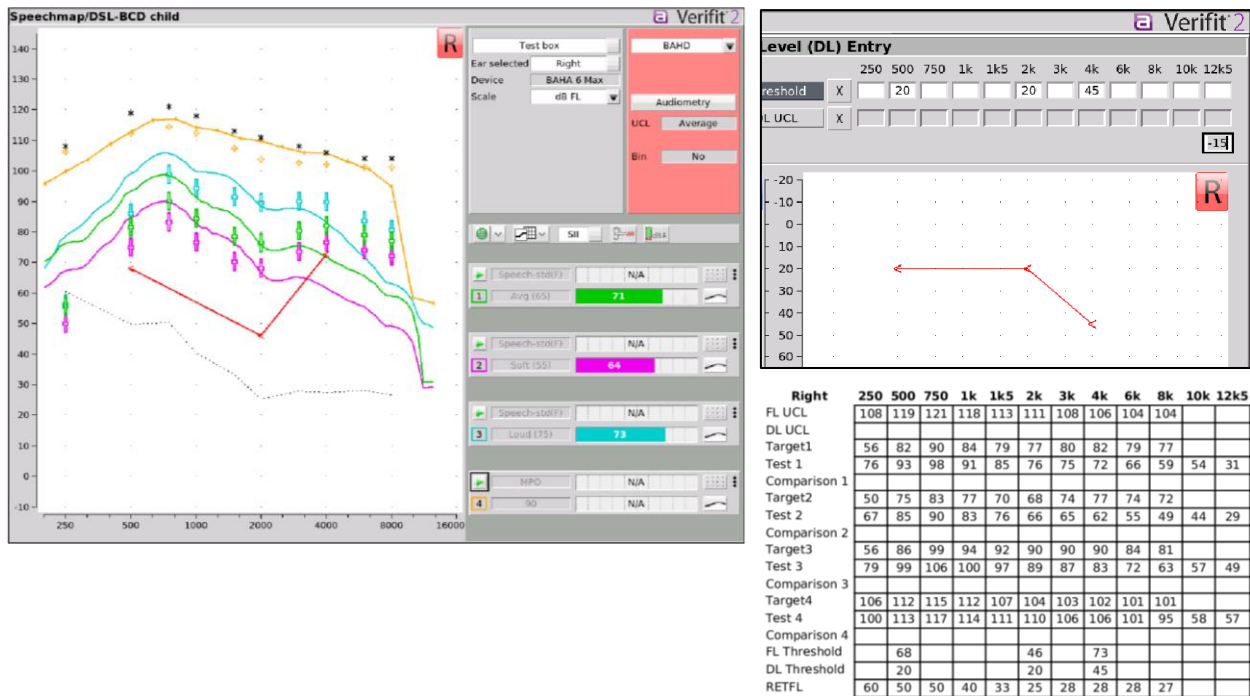 Speechmap/DSL-BCD child
a Verifit 2
140
130
120
110
100
90
80
70
60
50
40
30
20
10
0
-10
250 500 1000 2000 4000 8000 16000
R
Test box
Ear selected Right
Device BAHA 6 Max
Scale dB FL
BAHD
Audiometry
UCL Average
Bin No
SII
Speech-std(F) N/A
1 Avg (65) 71
Speech-std(F) N/A
2 Soft (55) 64
Speech-std(F) N/A
3 Loud (75) 73
MPO N/A
4 90 N/A
a Verifit 2
Level (DL) Entry
250 500 750 1k 1k5 2k 3k 4k 6k 8k 10k 12k5
reshold X 20 20 45
DL UCL X
-15
R
-20
-10
0
10
20
30
40
50
60
Right 250 500 750 1k 1k5 2k 3k 4k 6k 8k 10k 12k5
FL UCL 108 119 121 118 113 111 108 106 104 104
DL UCL
Target1 56 82 90 84 79 77 80 82 79 77
Test 1 76 93 98 91 85 76 75 72 66 59 54 31
Comparison 1
Target2 50 75 83 77 70 68 74 77 74 72
Test 2 67 85 90 83 76 66 65 62 55 49 44 29
Comparison 2
Target3 56 86 99 94 92 90 90 90 84 81
Test 3 79 99 106 100 97 89 87 83 72 63 57 49
Comparison 3
Target4 106 112 115 112 107 104 103 102 101 101
Test 4 100 113 117 114 111 110 106 106 101 95 58 57
Comparison 4
FL Threshold 68 46 73
DL Threshold 20 20 45
RETFL 60 50 50 40 33 25 28 28 28 27